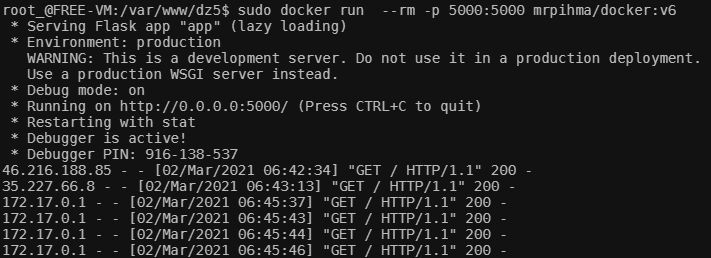 root_@FREE-VM:/var/www/dz5$ sudo docker run  --rm -p 5000:5000 mrpihma/docker:v6
 * Serving Flask app "app" (lazy loading)
 * Environment: production
   WARNING: This is a development server. Do not use it in a production deployment.
   Use a production WSGI server instead.
 * Debug mode: on
 * Running on http://0.0.0.0:5000/ (Press CTRL+C to quit)
 * Restarting with stat
 * Debugger is active!
 * Debugger PIN: 916-138-537
46.216.188.85 - - [02/Mar/2021 06:42:34] "GET / HTTP/1.1" 200 -
35.227.66.8 - - [02/Mar/2021 06:43:13] "GET / HTTP/1.1" 200 -
172.17.0.1 - - [02/Mar/2021 06:45:37] "GET / HTTP/1.1" 200 -
172.17.0.1 - - [02/Mar/2021 06:45:43] "GET / HTTP/1.1" 200 -
172.17.0.1 - - [02/Mar/2021 06:45:44] "GET / HTTP/1.1" 200 -
172.17.0.1 - - [02/Mar/2021 06:45:46] "GET / HTTP/1.1" 200 -